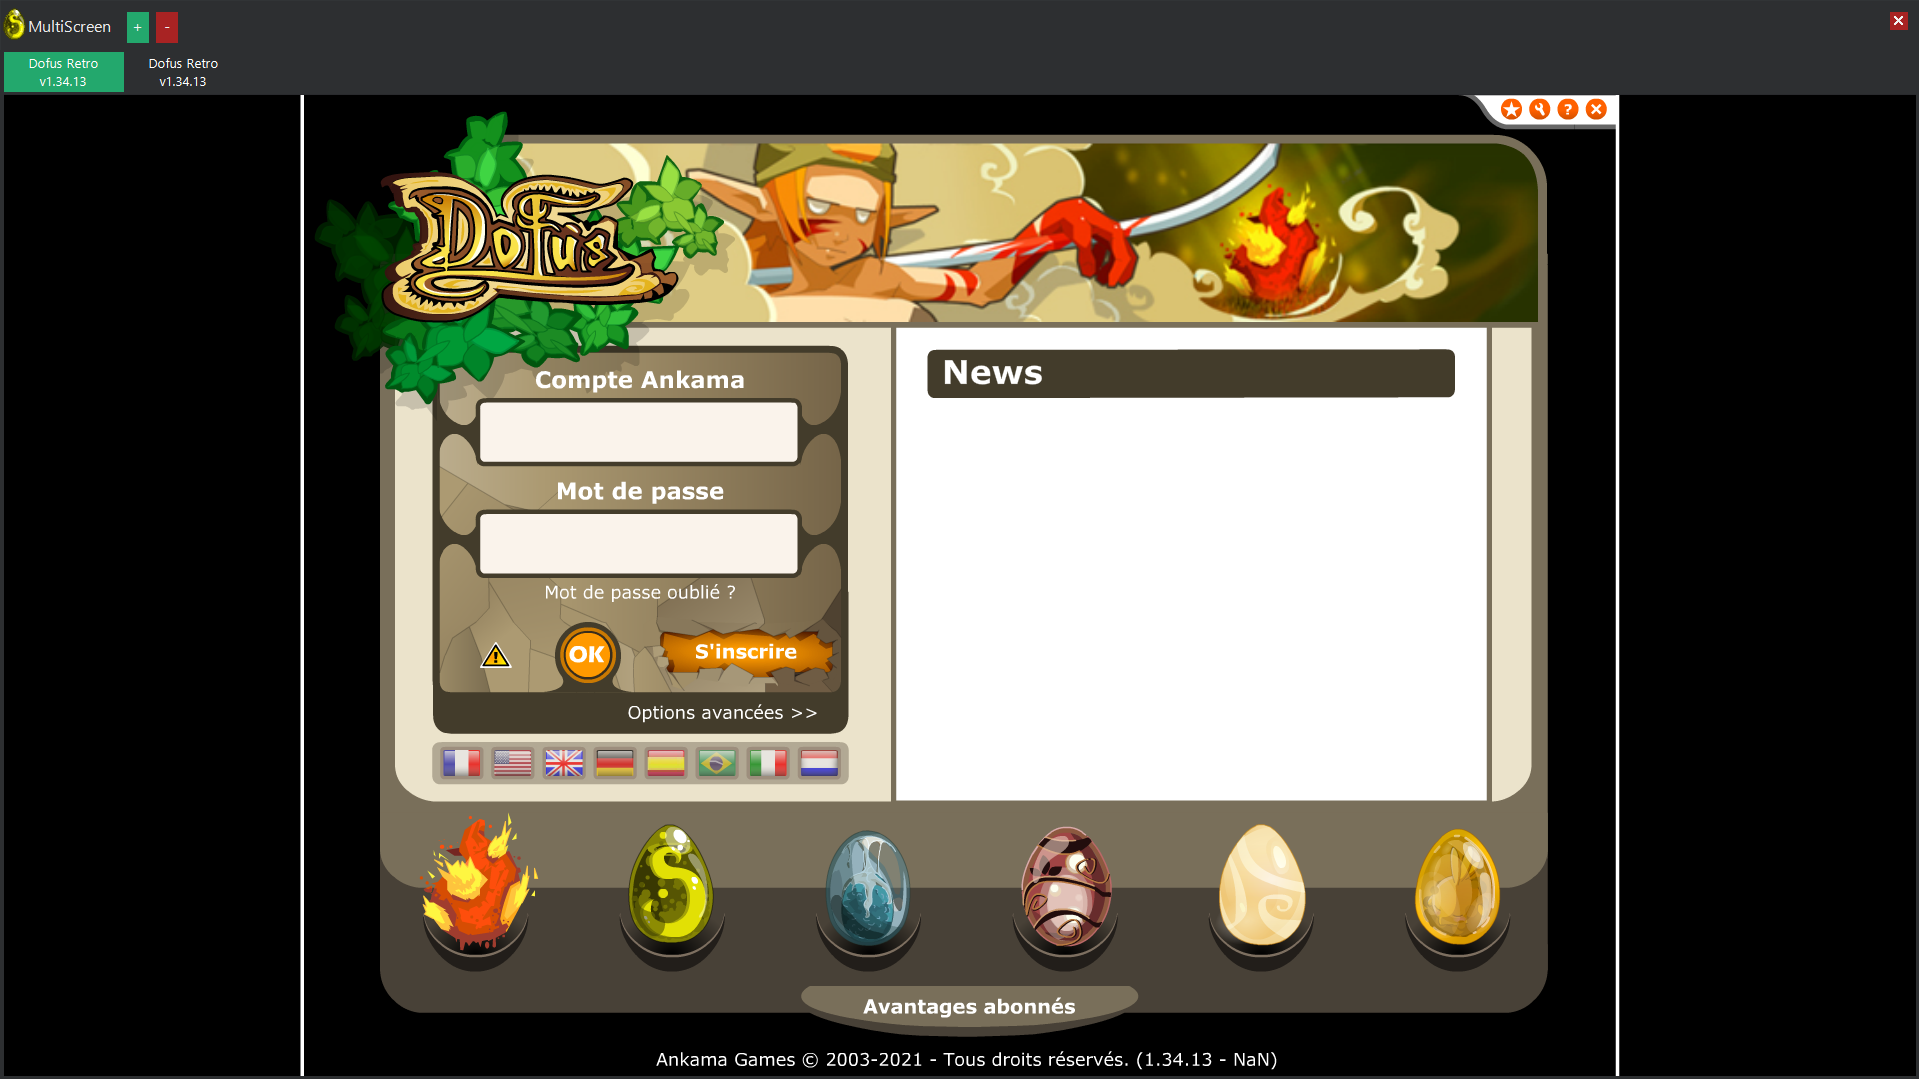 MultiScreen
+
-
Dofus Retro
v1.34.13
Dofus Retro
v1.34.13
?
DoFus
News
Compte Ankama
Mot de passe
Mot de passe oublié ?
OK
S'inscrire
Options avancées >>
Avantages abonnés
Ankama Games © 2003-2021 - Tous droits réservés. (1.34.13 - NaN)